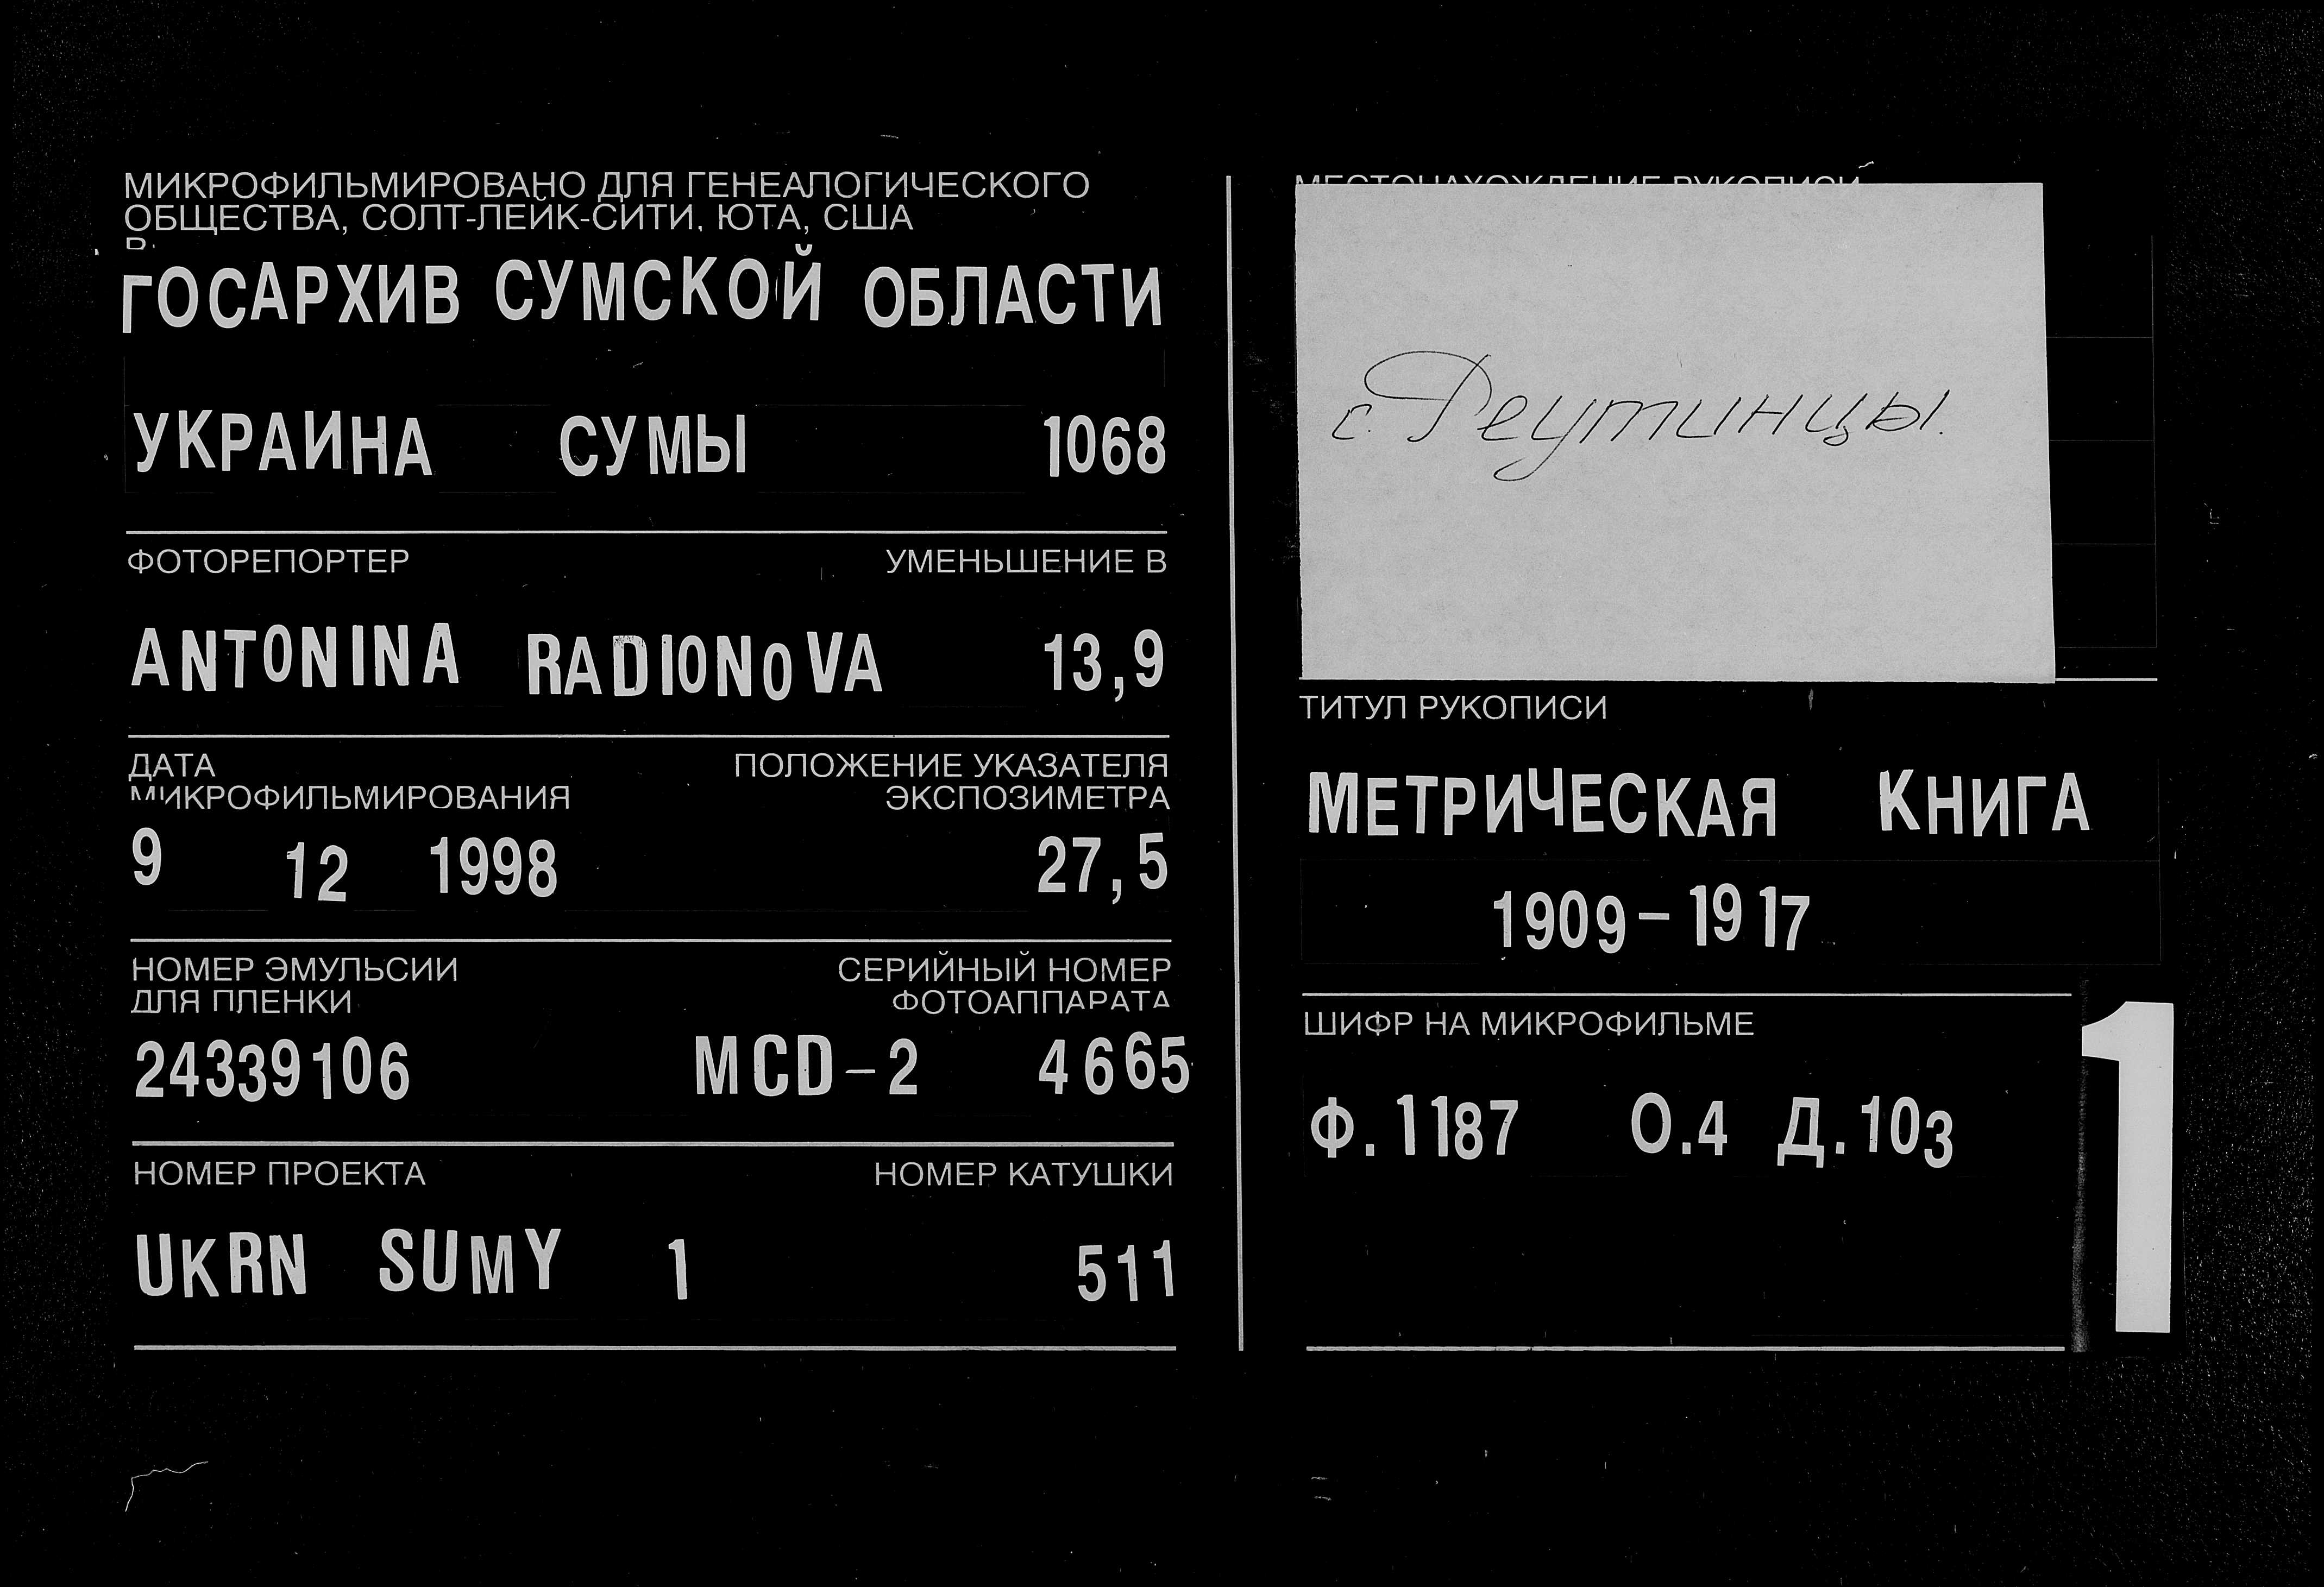 МИКРОФИЛЬМИРОВАНО ДЛЯ ГЕНЕАЛОГИЧЕСКОГО
ОБЩЕСТВА, СОЛТ-ЛЕЙК-СИТИ, ЮТА, США
В:
ГОСАРХИВ СУМСКОЙ ОБЛАСТИ
УКРАИНА СУМЫ 1068
ФОТОРЕПОРТЕР УМЕНЬШЕНИЕ В
ANTONINA RADIONOVA 13,9
ДАТА ПОЛОЖЕНИЕ УКАЗАТЕЛЯ
МИКРОФИЛЬМИРОВАНИЯ ЭКСПОЗИМЕТРА
9 12 1998 27,5
НОМЕР ЭМУЛЬСИИ СЕРИЙНЫЙ НОМЕР
ДЛЯ ПЛЕНКИ ФОТОАППАРАТА
24339106 MCD-2 4665
НОМЕР ПРОЕКТА НОМЕР КАТУШКИ
UKRN SUMY 1 511
МЕСТОНАХОЖДЕНИЕ РУКОПИСИ
с. Реутинцы.
ТИТУЛ РУКОПИСИ
МЕТРИЧЕСКАЯ КНИГА
1909-1917
ШИФР НА МИКРОФИЛЬМЕ
Ф.1187 О.4 Д.103
1